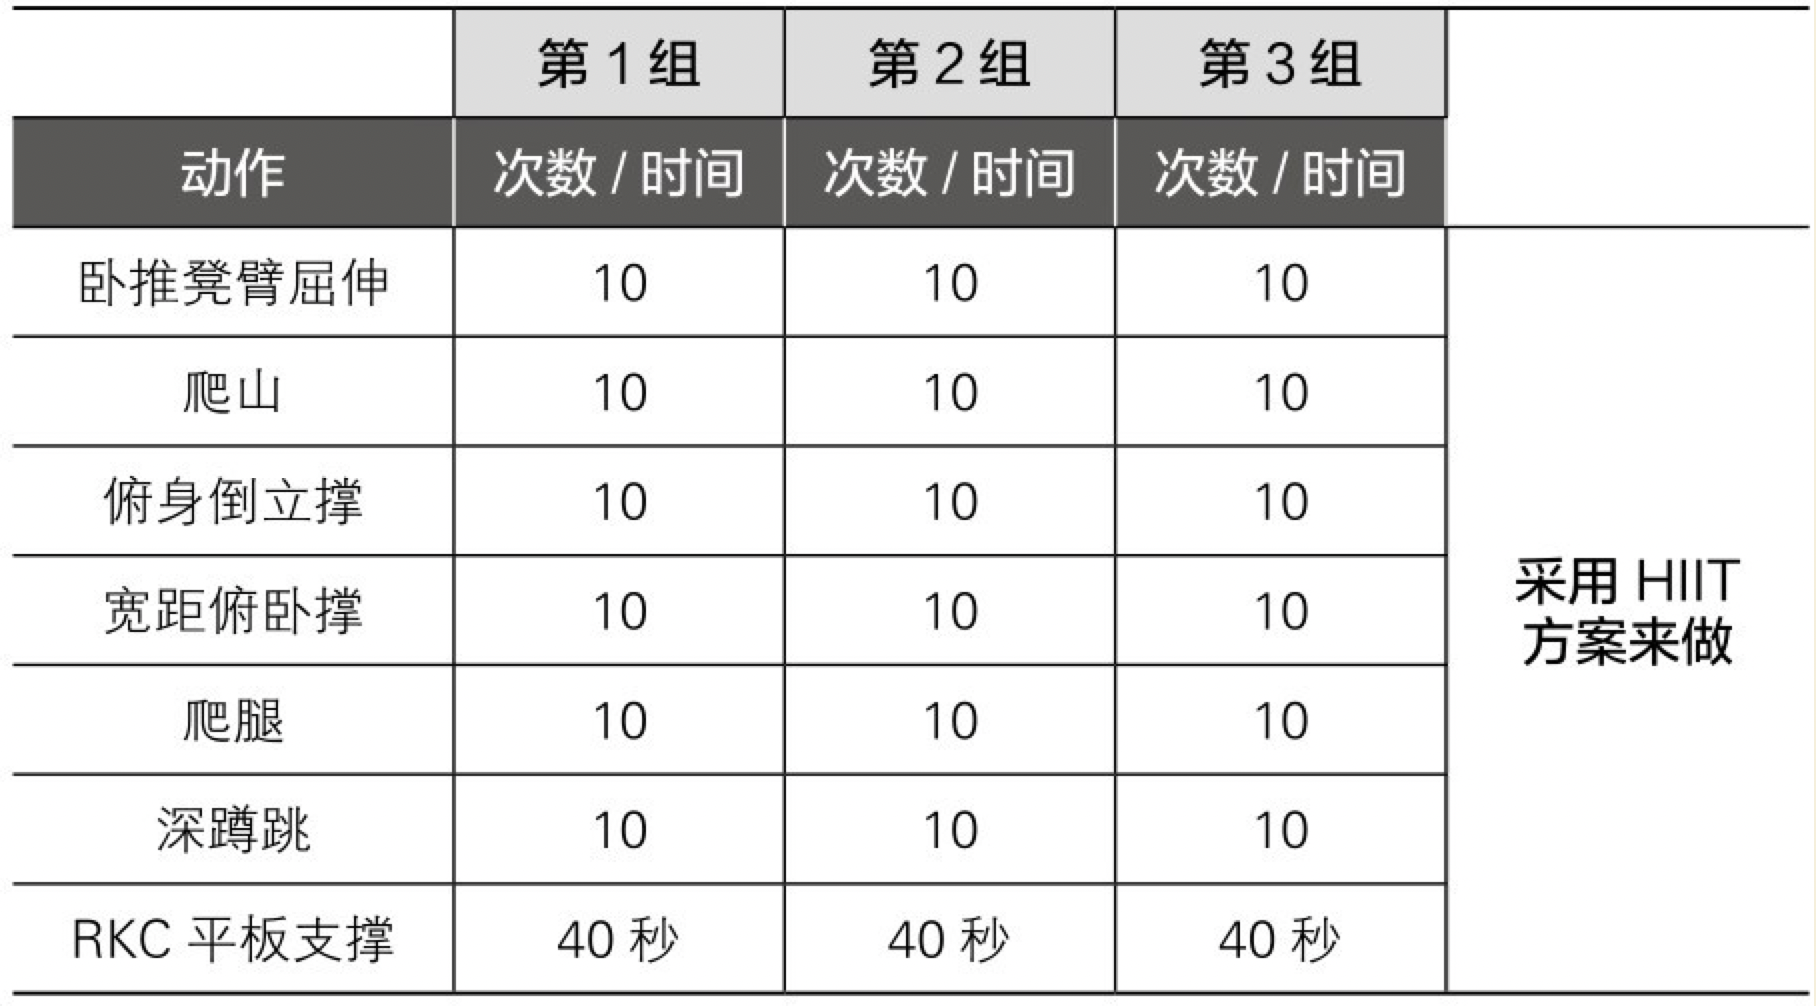 第 1 组 第 2 组 第 3 组
动作 次数 / 时间 次数 / 时间 次数 / 时间
卧推凳臂屈伸 10 10 10
爬山 10 10 10
俯身倒立撑 10 10 10
宽距俯卧撑 10 10 10
爬腿 10 10 10
深蹲跳 10 10 10
RKC 平板支撑 40 秒 40 秒 40 秒
采用 HIIT
方案来做